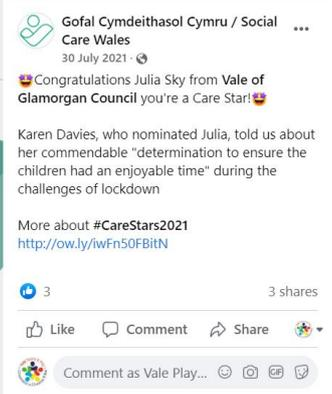 Gofal Cymdeithasol Cymru / Social
Care Wales
30 July 2021 ·
🤩Congratulations Julia Sky from Vale of
Glamorgan Council you're a Care Star!🤩
Karen Davies, who nominated Julia, told us about
her commendable "determination to ensure the
children had an enjoyable time" during the
challenges of lockdown
More about #CareStars2021
http://ow.ly/iwFn50FBitN
3
3 shares
Like Comment Share
Comment as Vale Play... GIF